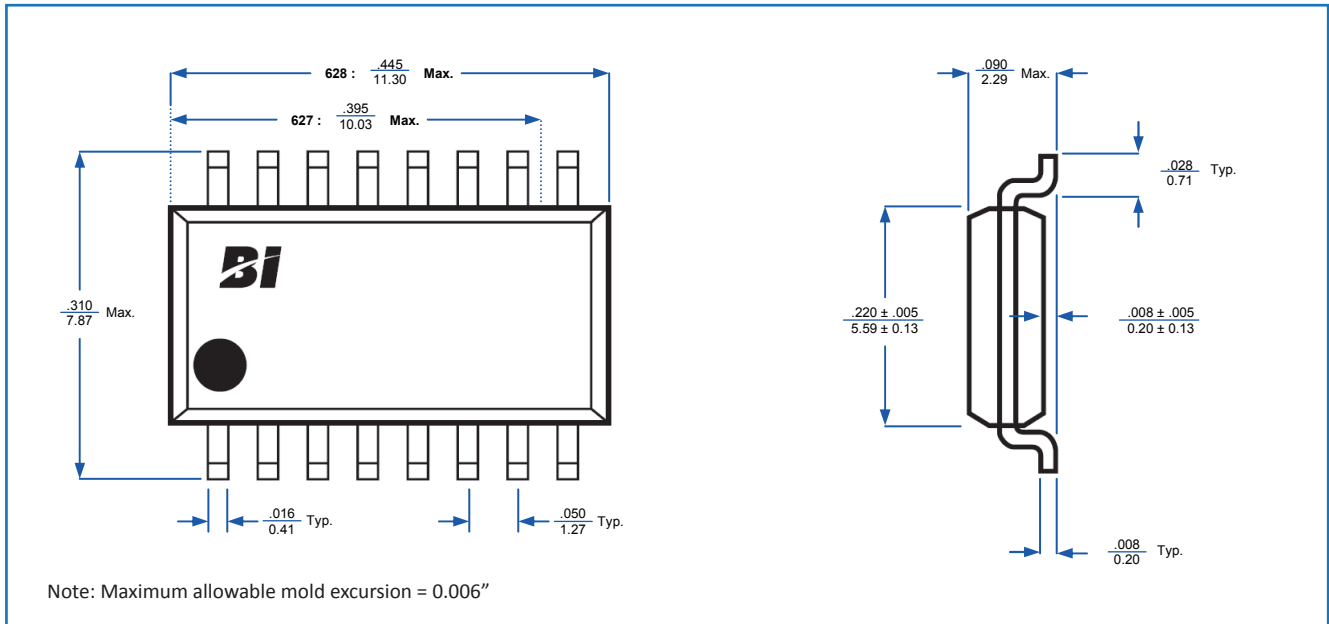 628 : .445 Max.
11.30
627 : .395 Max.
10.03
.310 Max.
7.87
BI
.016 Typ.
0.41
.050 Typ.
1.27
.090 Max.
2.29
.028 Typ.
0.71
.220 ± .005
5.59 ± 0.13
.008 ± .005
0.20 ± 0.13
.008 Typ.
0.20
Note: Maximum allowable mold excursion = 0.006”